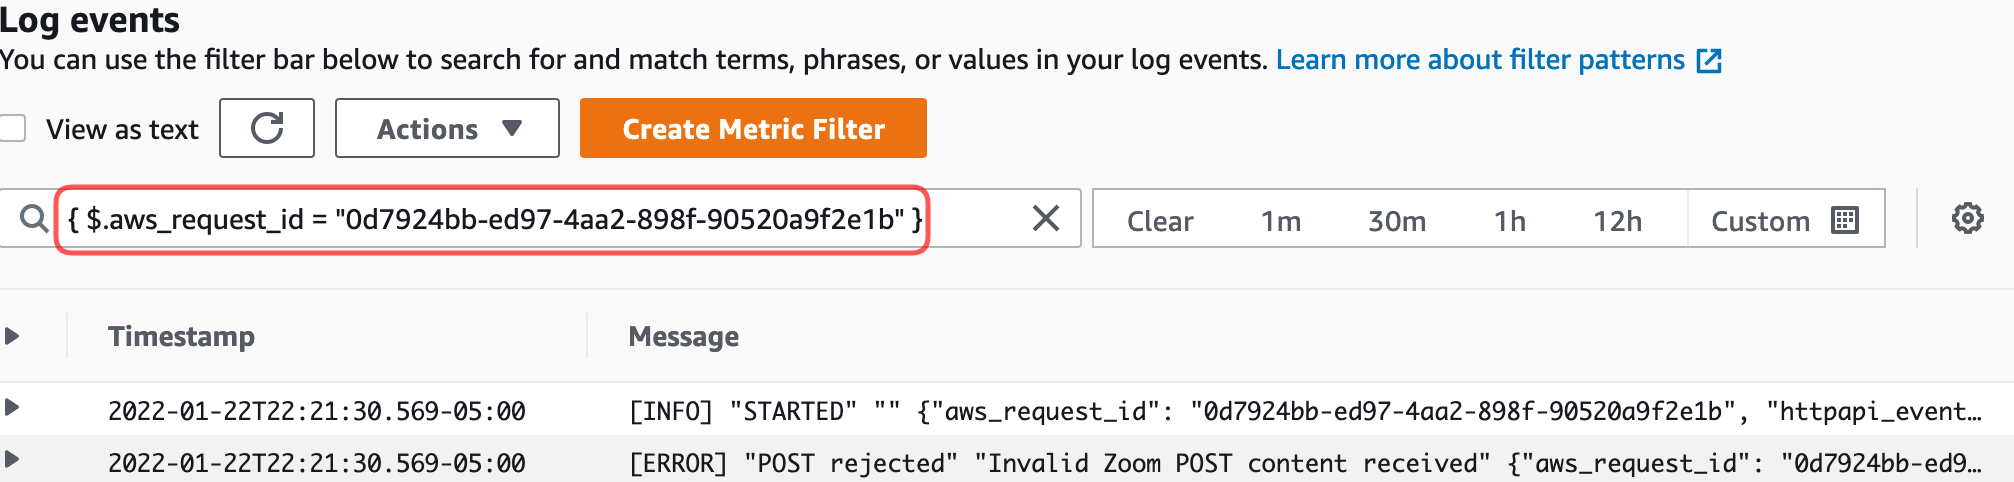 Log events
You can use the filter bar below to search for and match terms, phrases, or values in your log events. Learn more about filter patterns
View as text Actions Create Metric Filter
{ $.aws_request_id = "0d7924bb-ed97-4aa2-898f-90520a9f2e1b" } Clear 1m 30m 1h 12h Custom
Timestamp Message
2022-01-22T22:21:30.569-05:00 [INFO] "STARTED" "" {"aws_request_id": "0d7924bb-ed97-4aa2-898f-90520a9f2e1b", "httpapi_event…
2022-01-22T22:21:30.569-05:00 [ERROR] "POST rejected" "Invalid Zoom POST content received" {"aws_request_id": "0d7924bb-ed9…